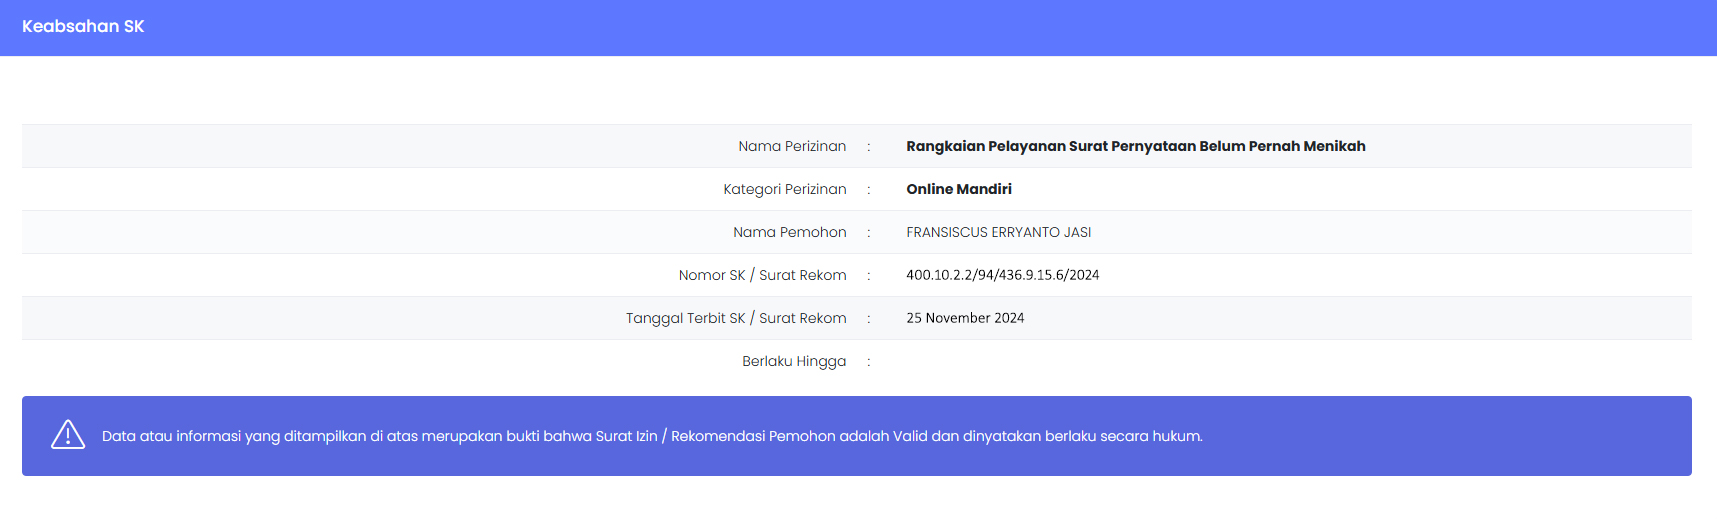 Keabsahan SK
Nama Perizinan : Rangkaian Pelayanan Surat Pernyataan Belum Pernah Menikah
Kategori Perizinan : Online Mandiri
Nama Pemohon : FRANSISCUS ERRYANTO JASI
Nomor SK / Surat Rekom : 400.10.2.2/94/436.9.15.6/2024
Tanggal Terbit SK / Surat Rekom : 25 November 2024
Berlaku Hingga :
Data atau informasi yang ditampilkan di atas merupakan bukti bahwa Surat Izin / Rekomendasi Pemohon adalah Valid dan dinyatakan berlaku secara hukum.